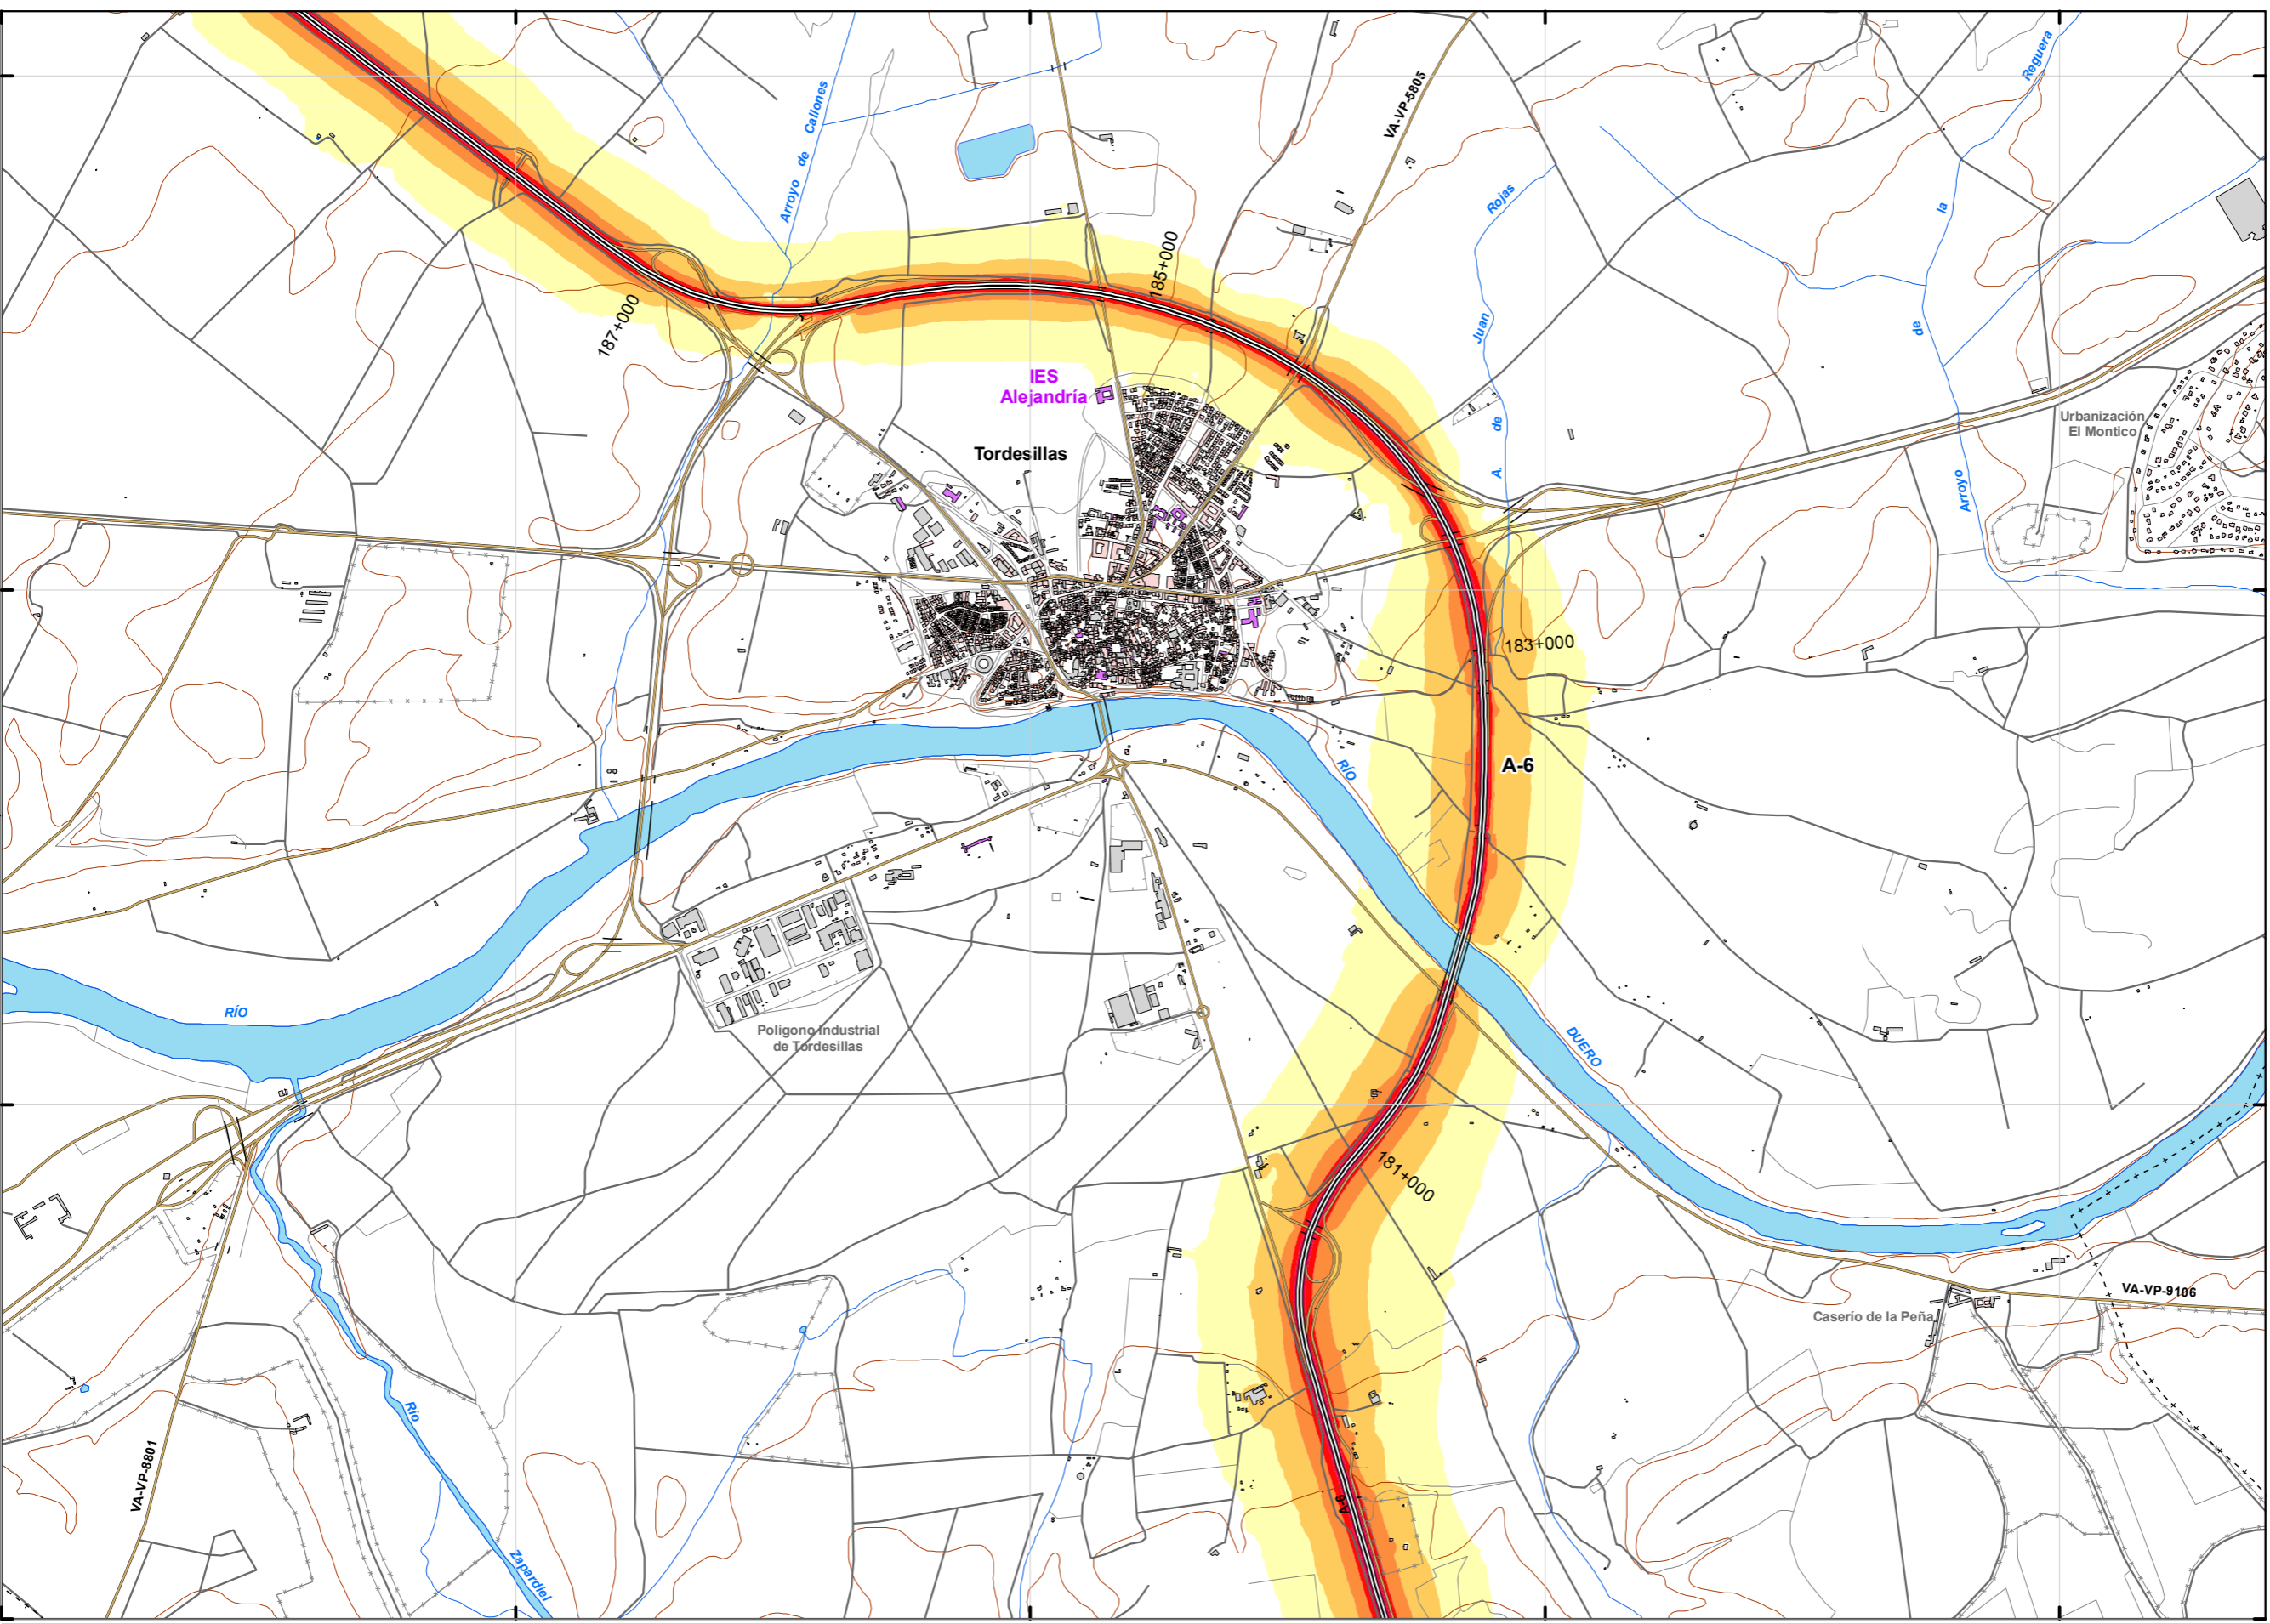 Reguera
VA-VP-5805
Arroyo de Callones
Rojas
la
185+000
187+000
Juan
de
IES
Alejandría
de
Urbanización
El Montico
Tordesillas
A.
Arroyo
183+000
A-6
RÍO
RÍO
Polígono Industrial
de Tordesillas
DUERO
181+000
VA-VP-9106
Caserío de la Peña
Río
VA-VP-8801
A-6
Zapardiel